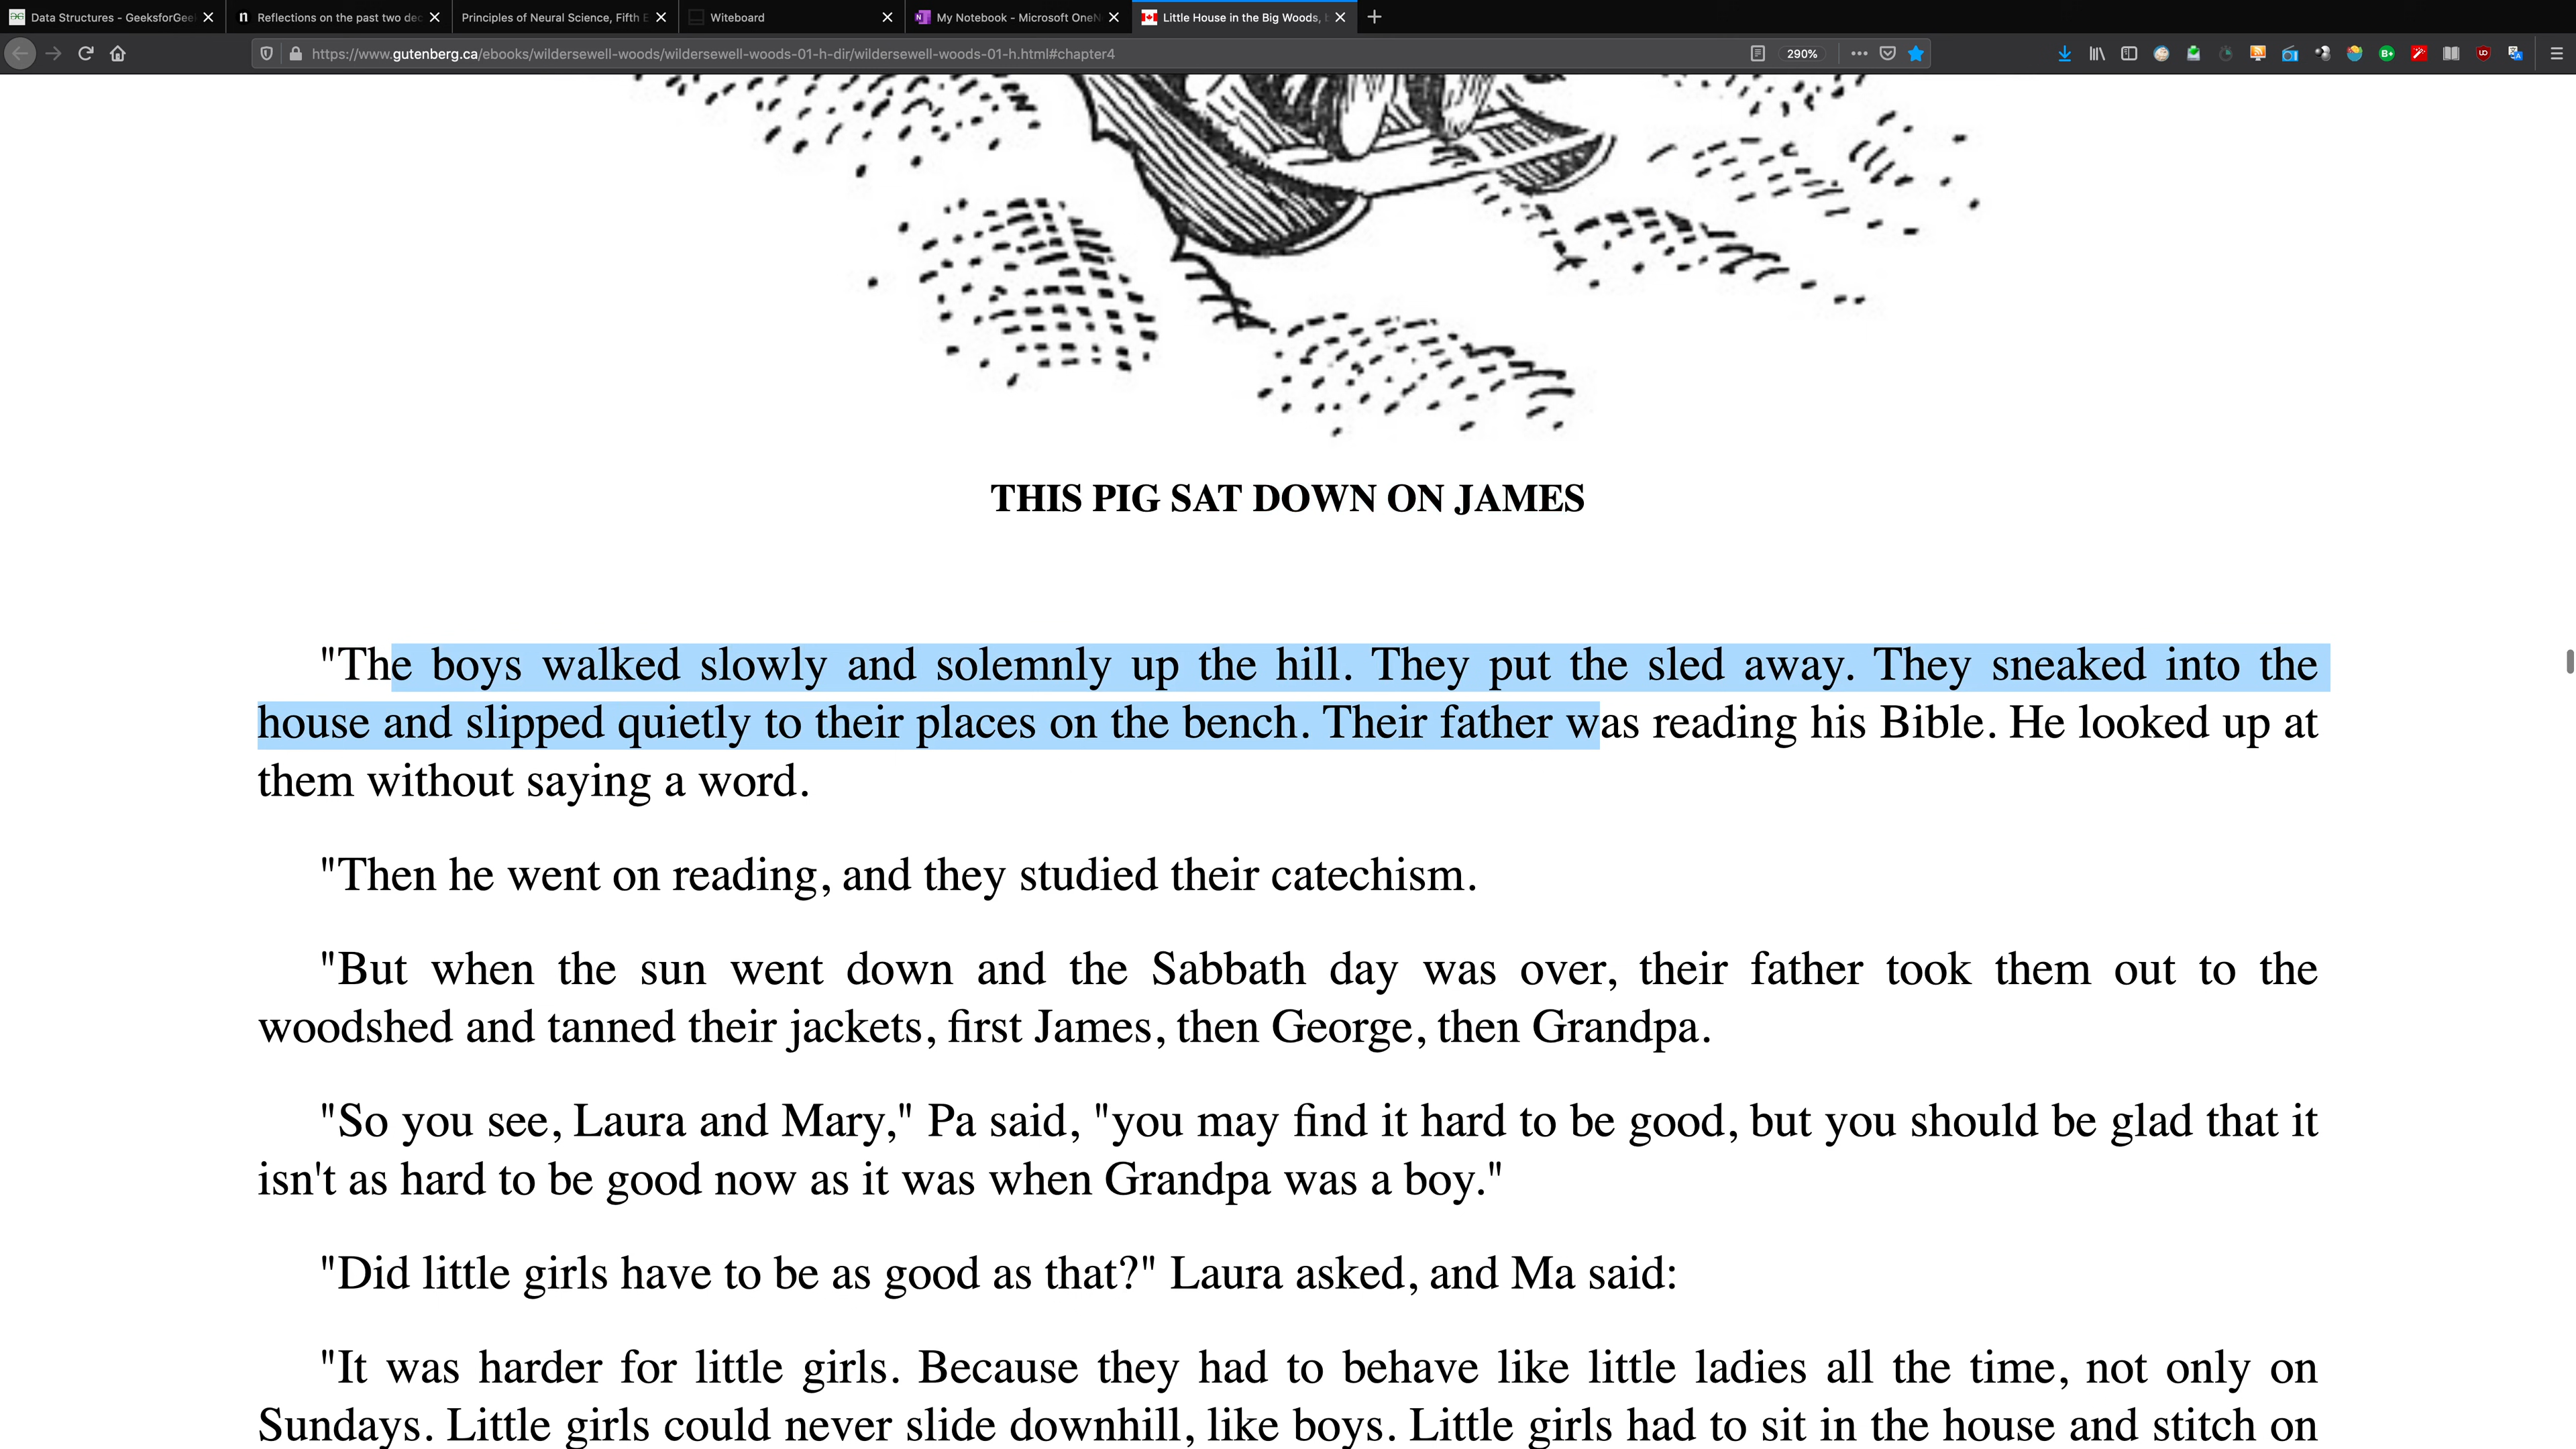 Data Structures - GeeksforGee
Reflections on the past two dec
Principles of Neural Science, Fifth E
Witeboard
My Notebook - Microsoft OneN
Little House in the Big Woods, b
https://www.gutenberg.ca/ebooks/wildersewell-woods/wildersewell-woods-01-h-dir/wildersewell-woods-01-h.html#chapter4
290%
THIS PIG SAT DOWN ON JAMES
"The boys walked slowly and solemnly up the hill. They put the sled away. They sneaked into the
house and slipped quietly to their places on the bench. Their father was reading his Bible. He looked up at
them without saying a word.
"Then he went on reading, and they studied their catechism.
"But when the sun went down and the Sabbath day was over, their father took them out to the
woodshed and tanned their jackets, first James, then George, then Grandpa.
"So you see, Laura and Mary," Pa said, "you may find it hard to be good, but you should be glad that it
isn't as hard to be good now as it was when Grandpa was a boy."
"Did little girls have to be as good as that?" Laura asked, and Ma said:
"It was harder for little girls. Because they had to behave like little ladies all the time, not only on
Sundays. Little girls could never slide downhill, like boys. Little girls had to sit in the house and stitch on